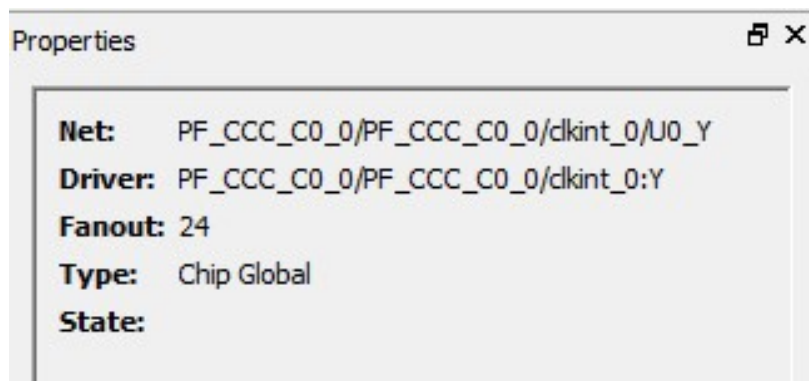 Properties
Net: PF_CCC_C0_0/PF_CCC_C0_0/clkint_0/U0_Y
Driver: PF_CCC_C0_0/PF_CCC_C0_0/clkint_0:Y
Fanout: 24
Type: Chip Global
State: